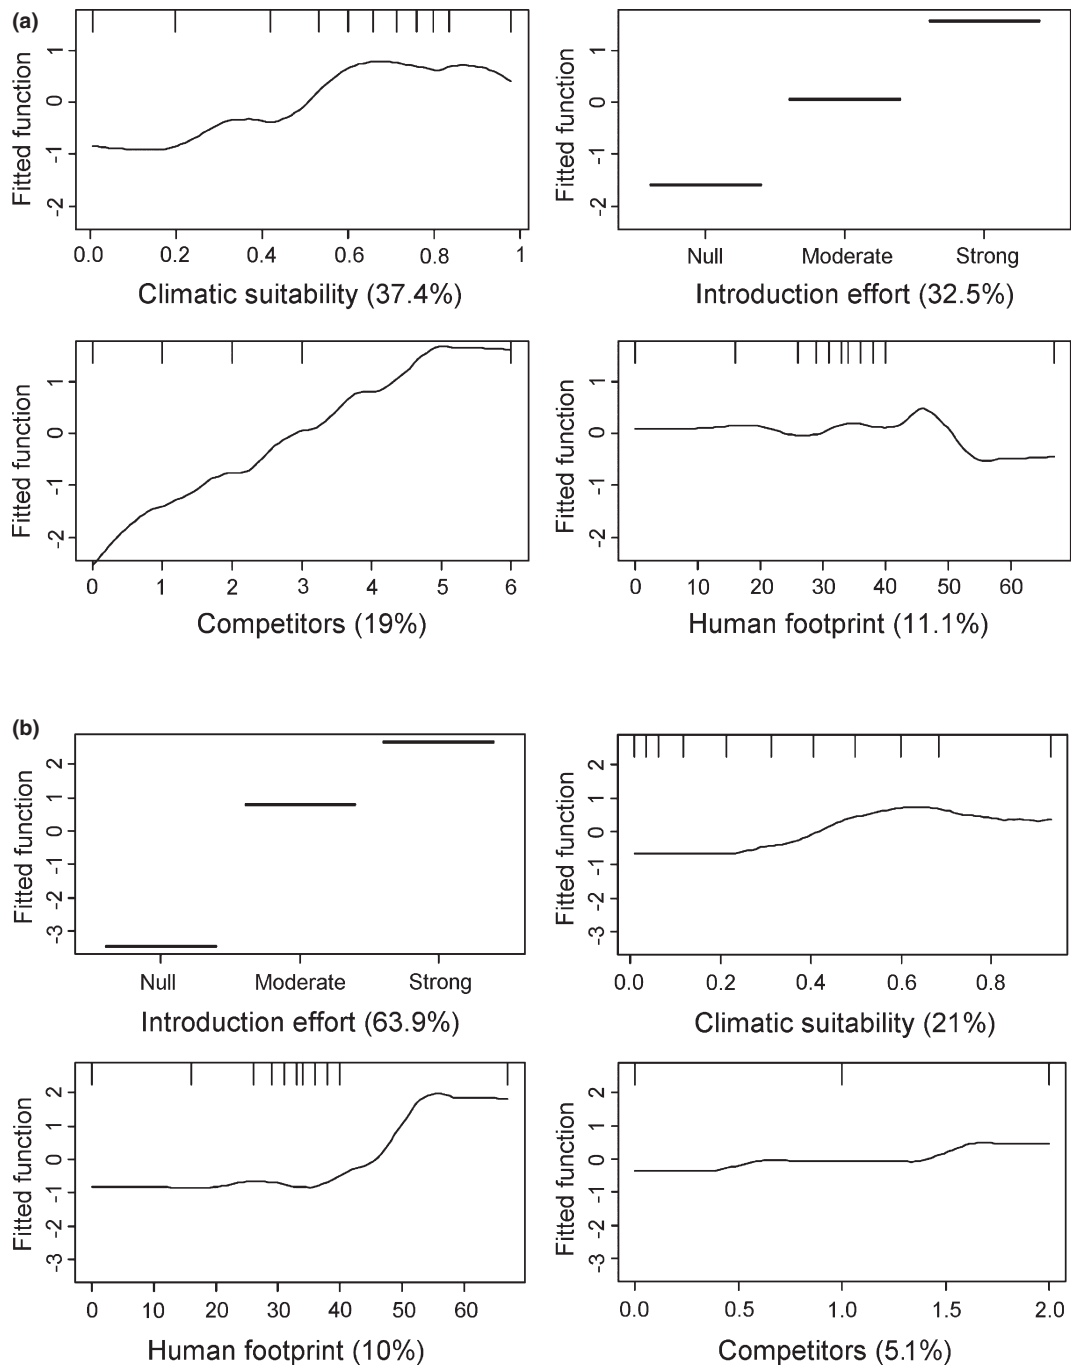 (a)
Fitted function
-2 -1 0 1
0.0 0.2 0.4 0.6 0.8 1
Climatic suitability (37.4%)
Fitted function
-2 -1 0 1
Null Moderate Strong
Introduction effort (32.5%)
Fitted function
-2 -1 0 1
0 1 2 3 4 5 6
Competitors (19%)
Fitted function
-2 -1 0 1
0 10 20 30 40 50 60
Human footprint (11.1%)
(b)
Fitted function
-3 -2 -1 0 1 2
Null Moderate Strong
Introduction effort (63.9%)
Fitted function
-3 -2 -1 0 1 2
0.0 0.2 0.4 0.6 0.8
Climatic suitability (21%)
Fitted function
-3 -2 -1 0 1 2
0 10 20 30 40 50 60
Human footprint (10%)
Fitted function
-3 -2 -1 0 1 2
0.0 0.5 1.0 1.5 2.0
Competitors (5.1%)